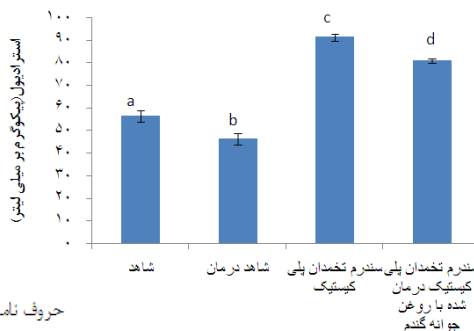 استرادیول(پیکوگرم بر میلی لیتر)
۱۰۰
۹۰
۸۰
۷۰
۶۰
۵۰
۴۰
۳۰
۲۰
۱۰
۰
a
b
c
d
شاهد
شاهد درمان
سندرم تخمدان پلی
کیستیک
سندرم تخمدان پلی
کیستیک درمان
شده با روغن
جوانه گندم
حروف